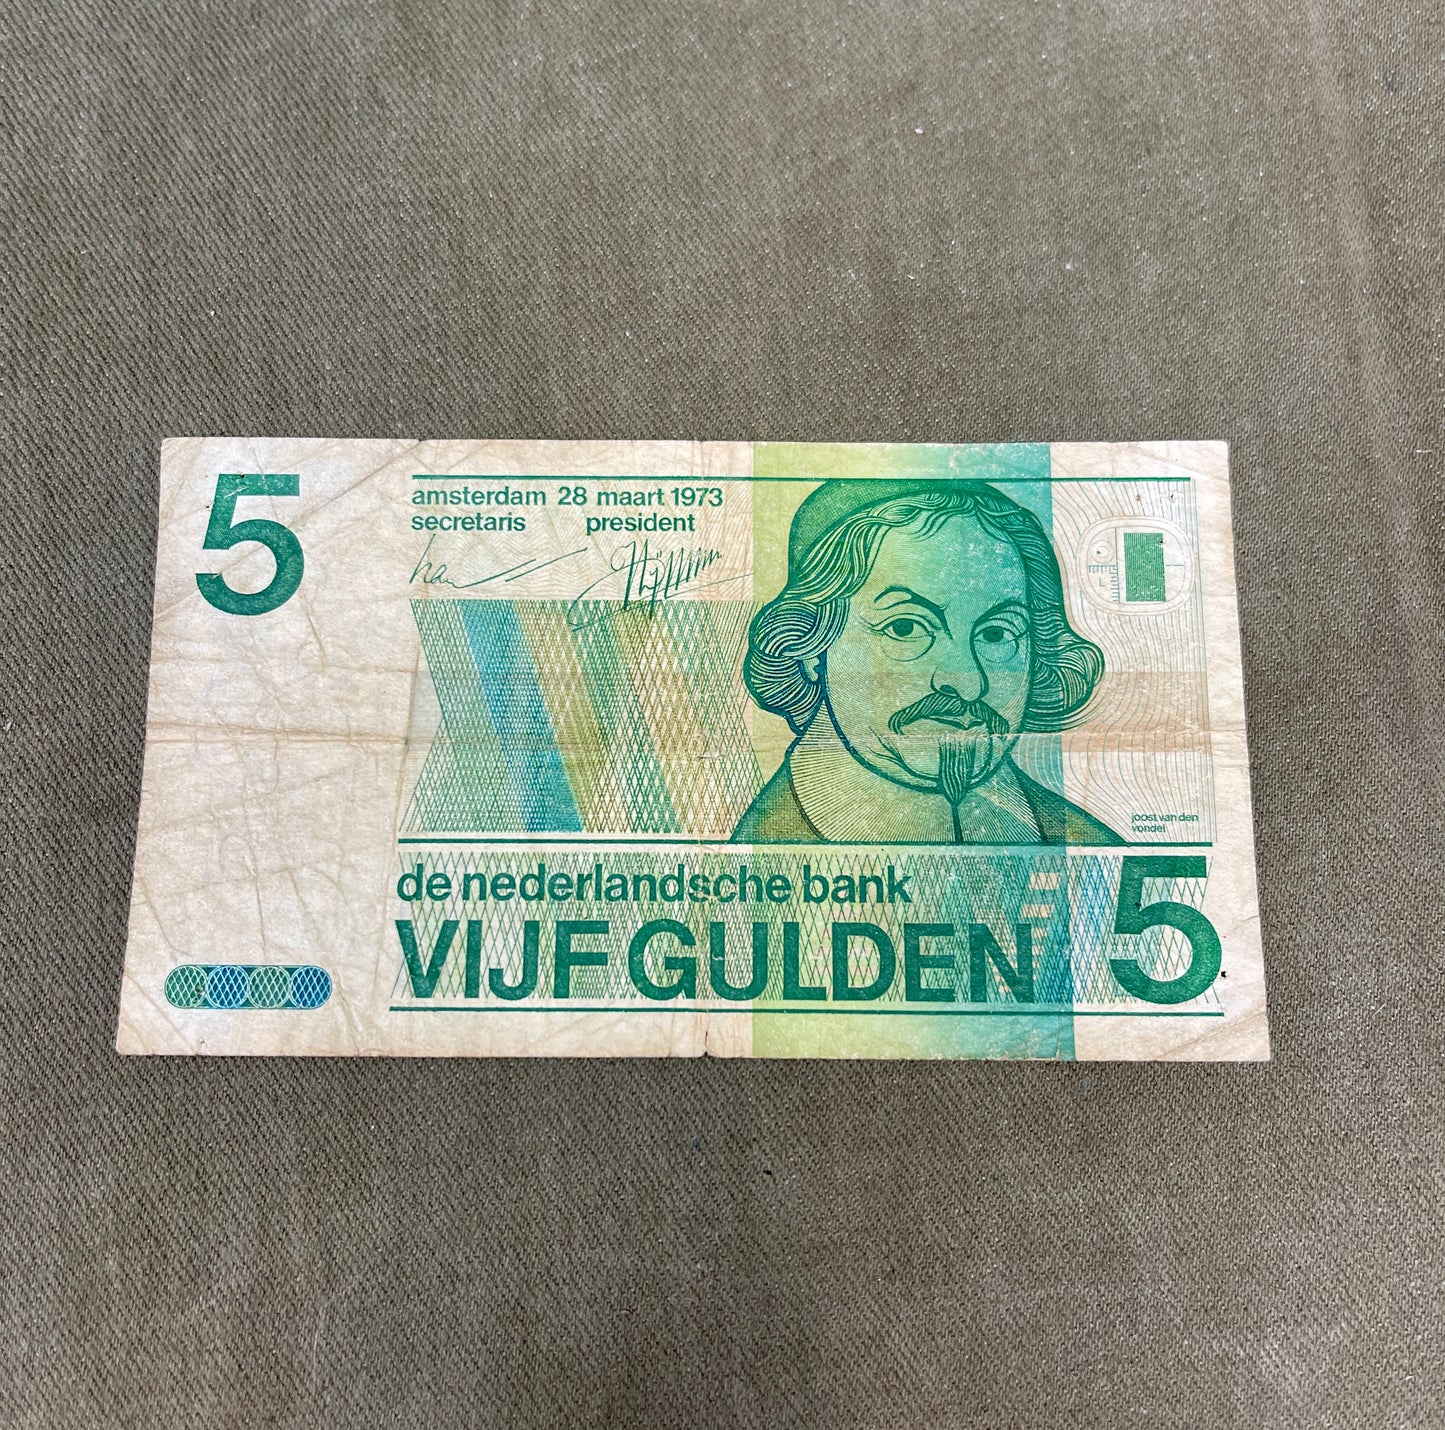 5
amsterdam 28 maart 1973
secretaris president
joost van den
vondel
de nederlandsche bank
VIJF GULDEN
5